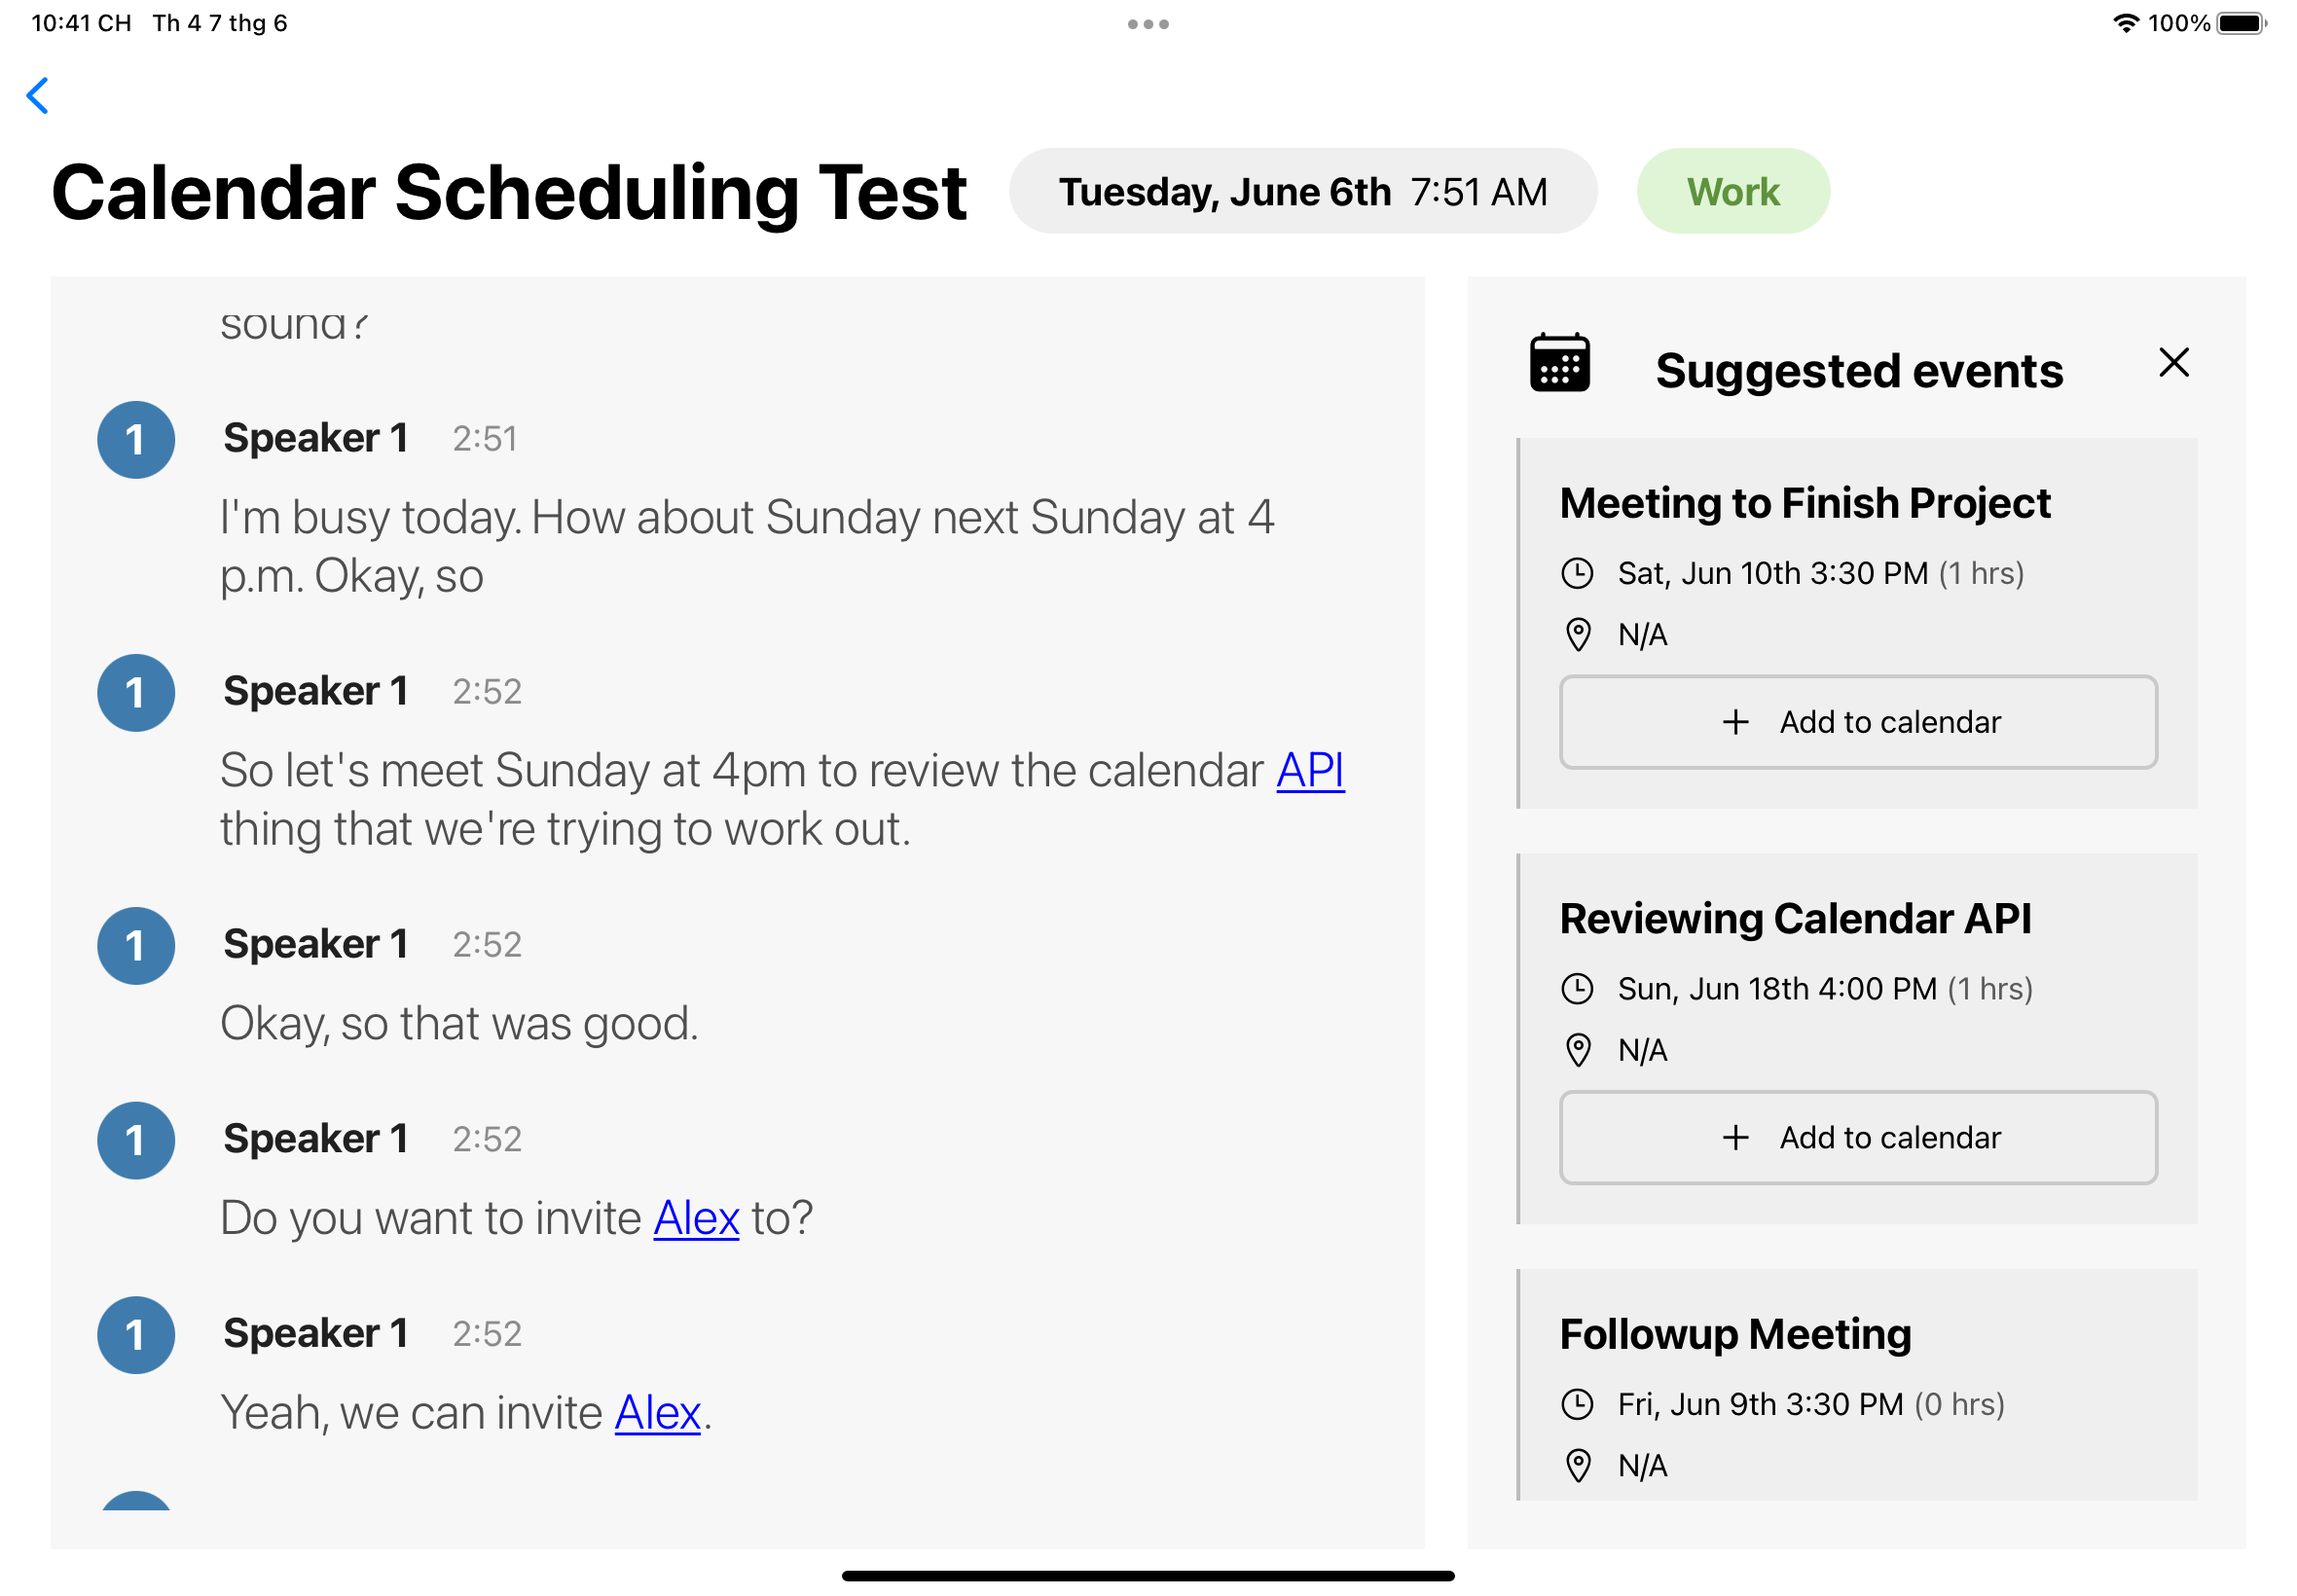 10:41 CH Th 4 7 thg 6
100%
Calendar Scheduling Test
Tuesday, June 6th 7:51 AM
Work
sound?
1
Speaker 1 2:51
I'm busy today. How about Sunday next Sunday at 4
p.m. Okay, so
1
Speaker 1 2:52
So let's meet Sunday at 4pm to review the calendar API
thing that we're trying to work out.
1
Speaker 1 2:52
Okay, so that was good.
1
Speaker 1 2:52
Do you want to invite Alex to?
1
Speaker 1 2:52
Yeah, we can invite Alex.
Suggested events
Meeting to Finish Project
Sat, Jun 10th 3:30 PM (1 hrs)
N/A
+ Add to calendar
Reviewing Calendar API
Sun, Jun 18th 4:00 PM (1 hrs)
N/A
+ Add to calendar
Followup Meeting
Fri, Jun 9th 3:30 PM (0 hrs)
N/A